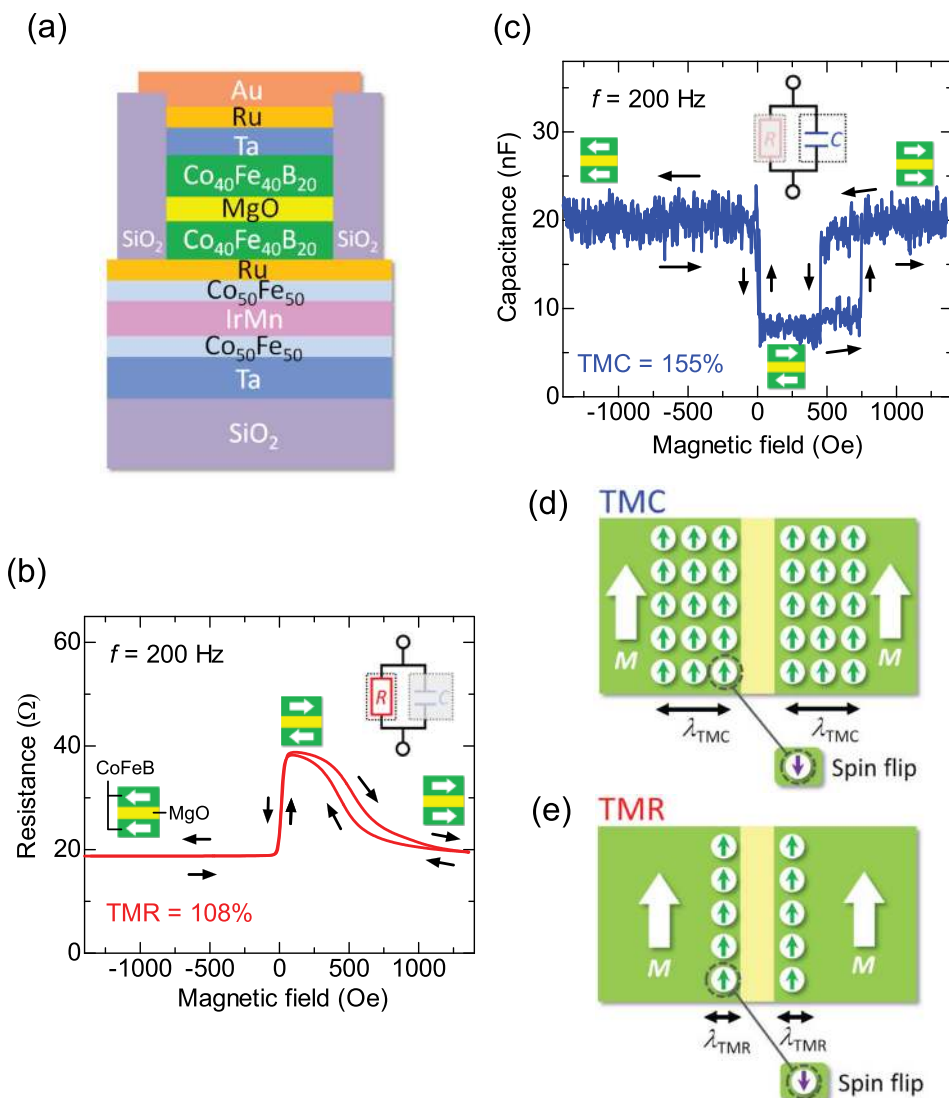 (a)
Au
Ru
Ta
Co40Fe40B20
MgO
SiO2 Co40Fe40B20 SiO2
Ru
Co50Fe50
IrMn
Co50Fe50
Ta
SiO2
(b)
f = 200 Hz
R C
CoFeB
MgO
TMR = 108%
Resistance (Ω)
60
40
20
0
-1000 -500 0 500 1000
Magnetic field (Oe)
(c)
f = 200 Hz
R C
TMC = 155%
Capacitance (nF)
30
20
10
0
-1000 -500 0 500 1000
Magnetic field (Oe)
(d)
TMC
M M
λTMC λTMC
Spin flip
(e)
TMR
M M
λTMR λTMR
Spin flip